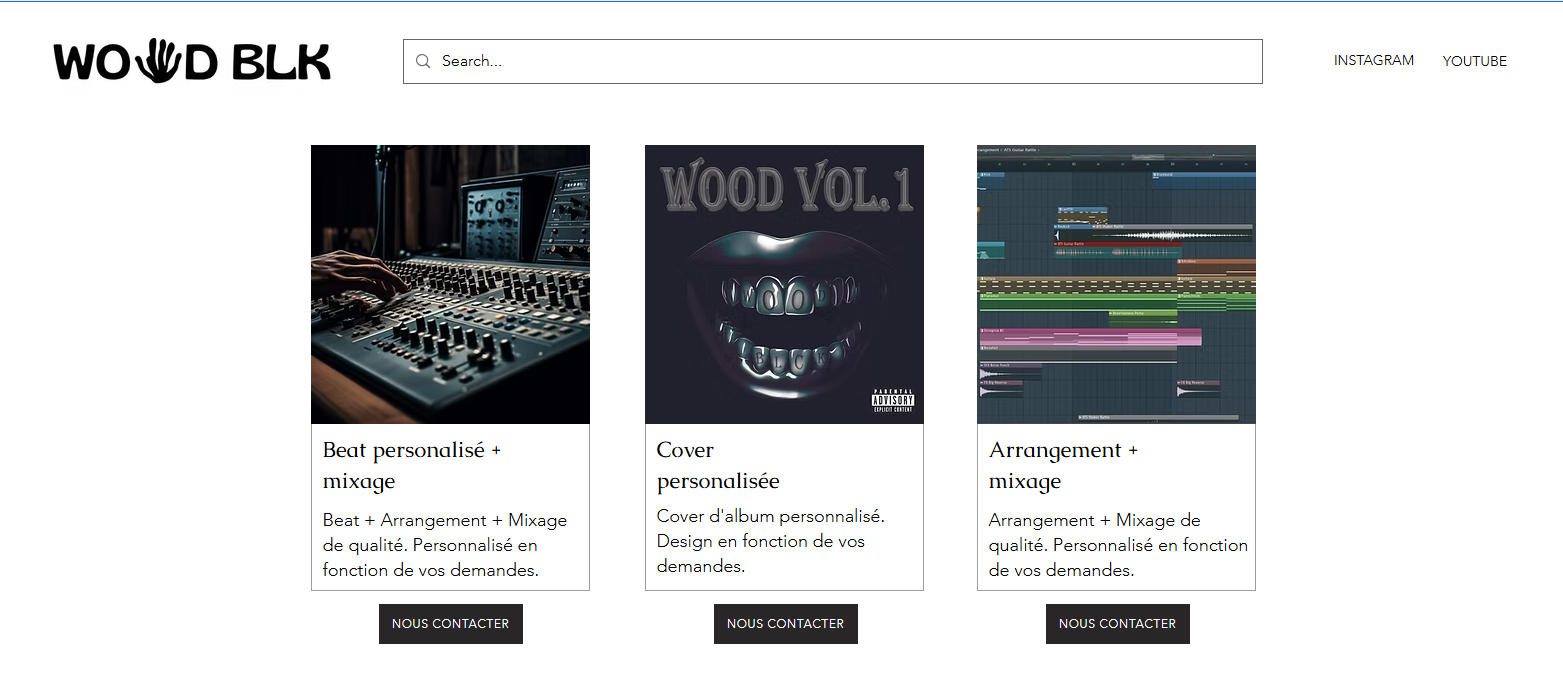 WOOD BLK
Search...
INSTAGRAM
YOUTUBE
WOOD VOL.1
WOOD
BLCK
PARENTAL
ADVISORY
EXPLICIT CONTENT
Beat personalisé +
mixage
Beat + Arrangement + Mixage
de qualité. Personnalisé en
fonction de vos demandes.
NOUS CONTACTER
Cover
personalisée
Cover d'album personnalisé.
Design en fonction de vos
demandes.
NOUS CONTACTER
Arrangement +
mixage
Arrangement + Mixage de
qualité. Personnalisé en fonction
de vos demandes.
NOUS CONTACTER